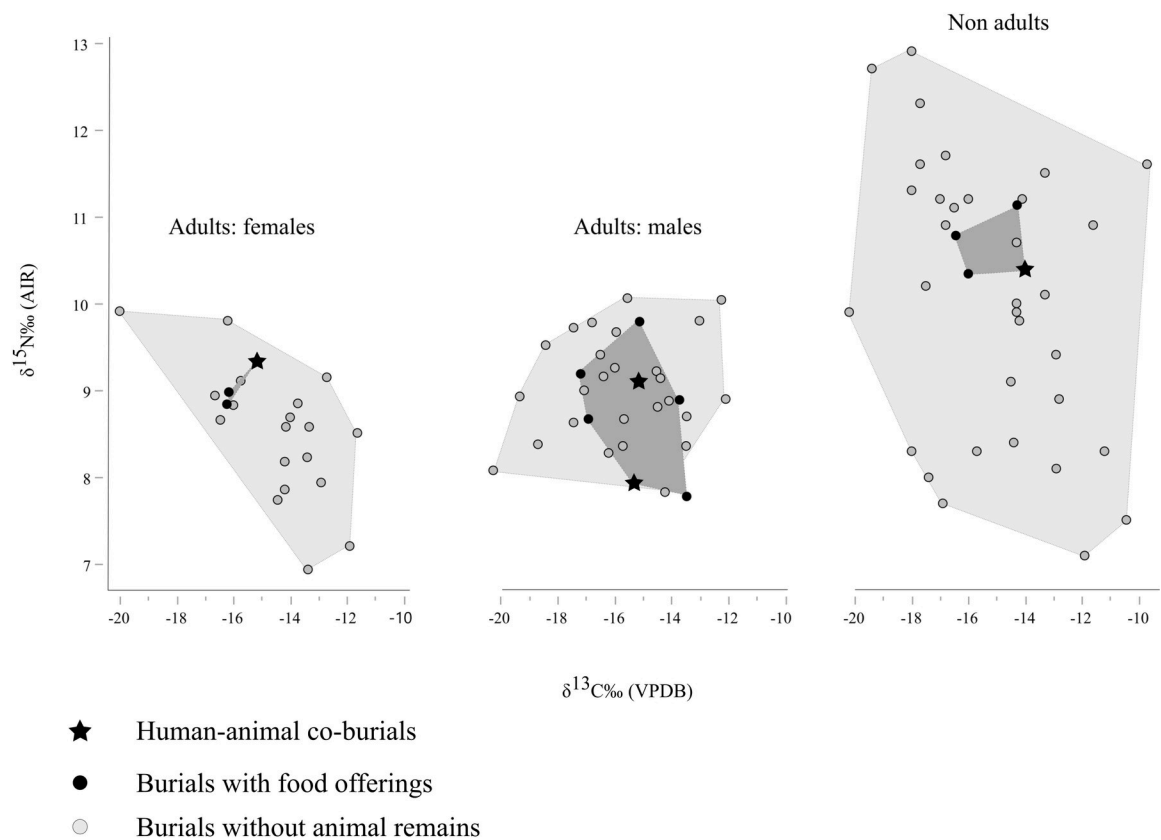 Non adults
13
12
11
10
9
8
7
δ15N‰ (AIR)
Adults: females
Adults: males
-20 -18 -16 -14 -12 -10
-20 -18 -16 -14 -12 -10
-20 -18 -16 -14 -12 -10
δ13C‰ (VPDB)
Human-animal co-burials
Burials with food offerings
Burials without animal remains